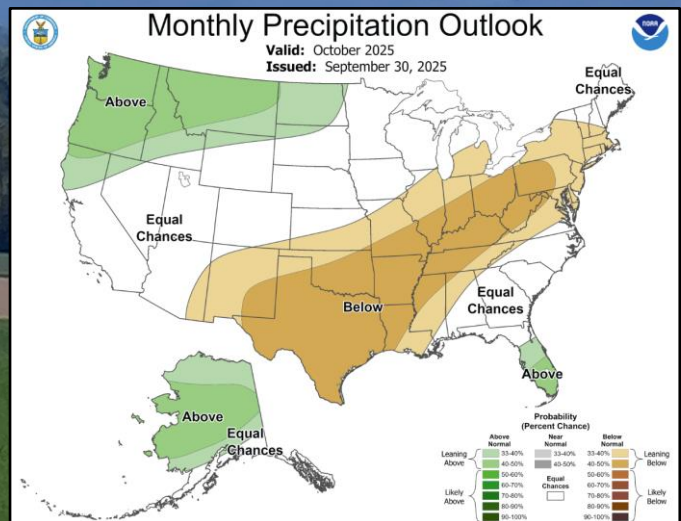 Monthly Precipitation Outlook
Valid: October 2025
Issued: September 30, 2025
NOAA
Above
Equal
Chances
Equal
Chances
Below
Equal
Chances
Above
Above
Equal
Chances
Probability
(Percent Chance)
Above
Normal
Near
Normal
Below
Normal
Leaning
Above
33-40%
33-40%
33-40%
Leaning
Below
40-50%
40-50%
40-50%
Likely
Above
50-60%
Equal
Chances
50-60%
Likely
Below
60-70%
60-70%
70-80%
70-80%
80-90%
80-90%
90-100%
90-100%